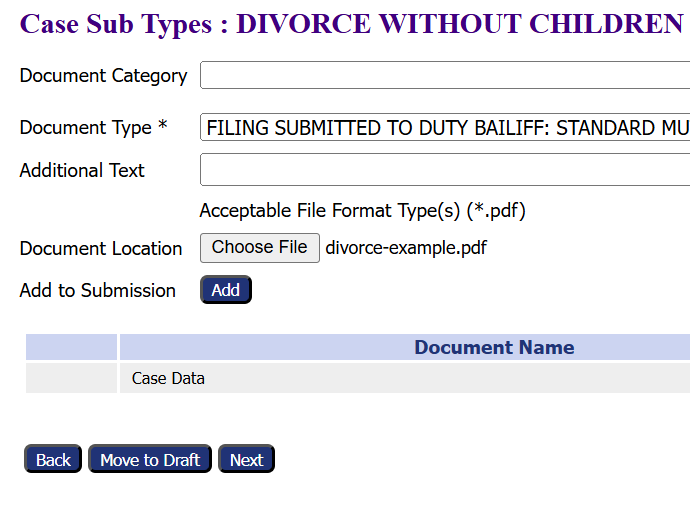 Case Sub Types : DIVORCE WITHOUT CHILDREN
Document Category
Document Type * FILING SUBMITTED TO DUTY BAILIFF: STANDARD MU
Additional Text
Acceptable File Format Type(s) (*.pdf)
Document Location Choose File divorce-example.pdf
Add to Submission Add
Document Name
Case Data
Back Move to Draft Next